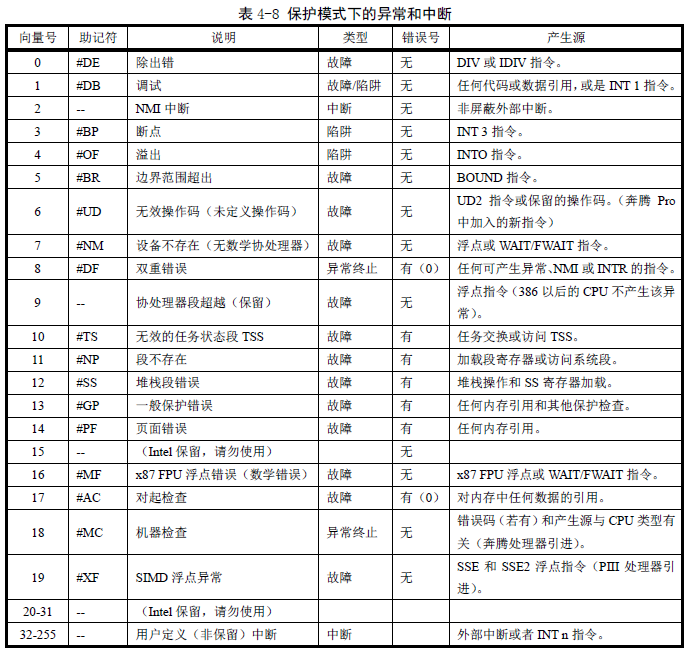 表 4-8 保护模式下的异常和中断
向量号 助记符 说明 类型 错误号 产生源
0 #DE 除出错 故障 无 DIV 或 IDIV 指令。
1 #DB 调试 故障/陷阱 无 任何代码或数据引用，或是 INT 1 指令。
2 -- NMI 中断 中断 无 非屏蔽外部中断。
3 #BP 断点 陷阱 无 INT 3 指令。
4 #OF 溢出 陷阱 无 INTO 指令。
5 #BR 边界范围超出 故障 无 BOUND 指令。
6 #UD 无效操作码（未定义操作码） 故障 无 UD2 指令或保留的操作码。（奔腾 Pro
中加入的新指令）
7 #NM 设备不存在（无数学协处理器） 故障 无 浮点或 WAIT/FWAIT 指令。
8 #DF 双重错误 异常终止 有（0） 任何可产生异常、NMI 或 INTR 的指令。
9 -- 协处理器段超越（保留） 故障 无 浮点指令（386 以后的 CPU 不产生该异
常）。
10 #TS 无效的任务状态段 TSS 故障 有 任务交换或访问 TSS。
11 #NP 段不存在 故障 有 加载段寄存器或访问系统段。
12 #SS 堆栈段错误 故障 有 堆栈操作和 SS 寄存器加载。
13 #GP 一般保护错误 故障 有 任何内存引用和其他保护检查。
14 #PF 页面错误 故障 有 任何内存引用。
15 -- （Intel 保留，请勿使用） 无
16 #MF x87 FPU 浮点错误（数学错误） 故障 无 x87 FPU 浮点或 WAIT/FWAIT 指令。
17 #AC 对起检查 故障 有（0） 对内存中任何数据的引用。
18 #MC 机器检查 异常终止 无 错误码（若有）和产生源与 CPU 类型有
关（奔腾处理器引进）。
19 #XF SIMD 浮点异常 故障 无 SSE 和 SSE2 浮点指令（PIII 处理器引
进）。
20-31 -- （Intel 保留，请勿使用）
32-255 -- 用户定义（非保留）中断 中断 外部中断或者 INT n 指令。